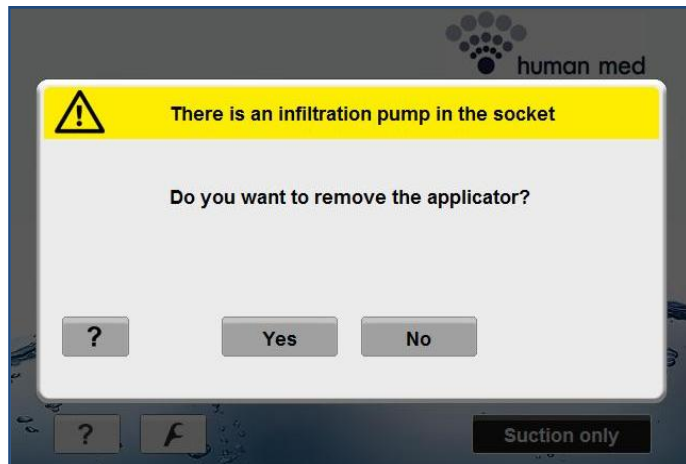 human med
There is an infiltration pump in the socket
Do you want to remove the applicator?
?
Yes
No
?
Suction only